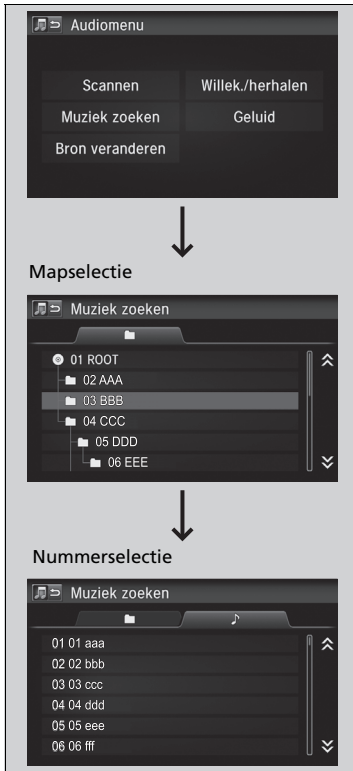 Audiomenu
Scannen Willek./herhalen
Muziek zoeken Geluid
Bron veranderen
Mapselectie
Muziek zoeken
01 ROOT
02 AAA
03 BBB
04 CCC
05 DDD
06 EEE
Nummerselectie
Muziek zoeken
01 01 aaa
02 02 bbb
03 03 ccc
04 04 ddd
05 05 eee
06 06 fff